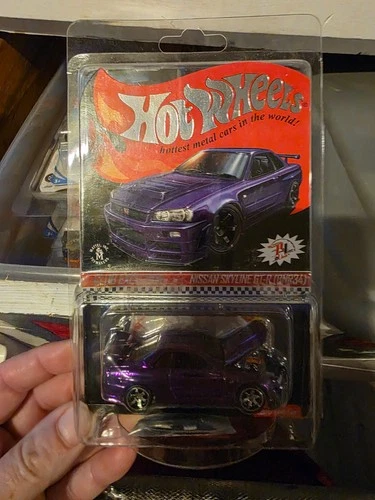 Hot Wheels
hottest metal cars in the world!
NISSAN SKYLINE GT-R (BNR34)